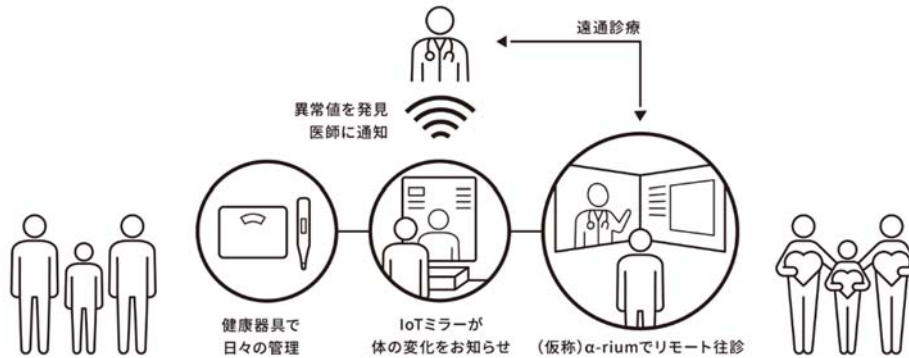 遠通診療
異常値を発見
医師に通知
健康器具で
日々の管理
IoTミラーが
体の変化をお知らせ
(仮称)α-riumでリモート往診